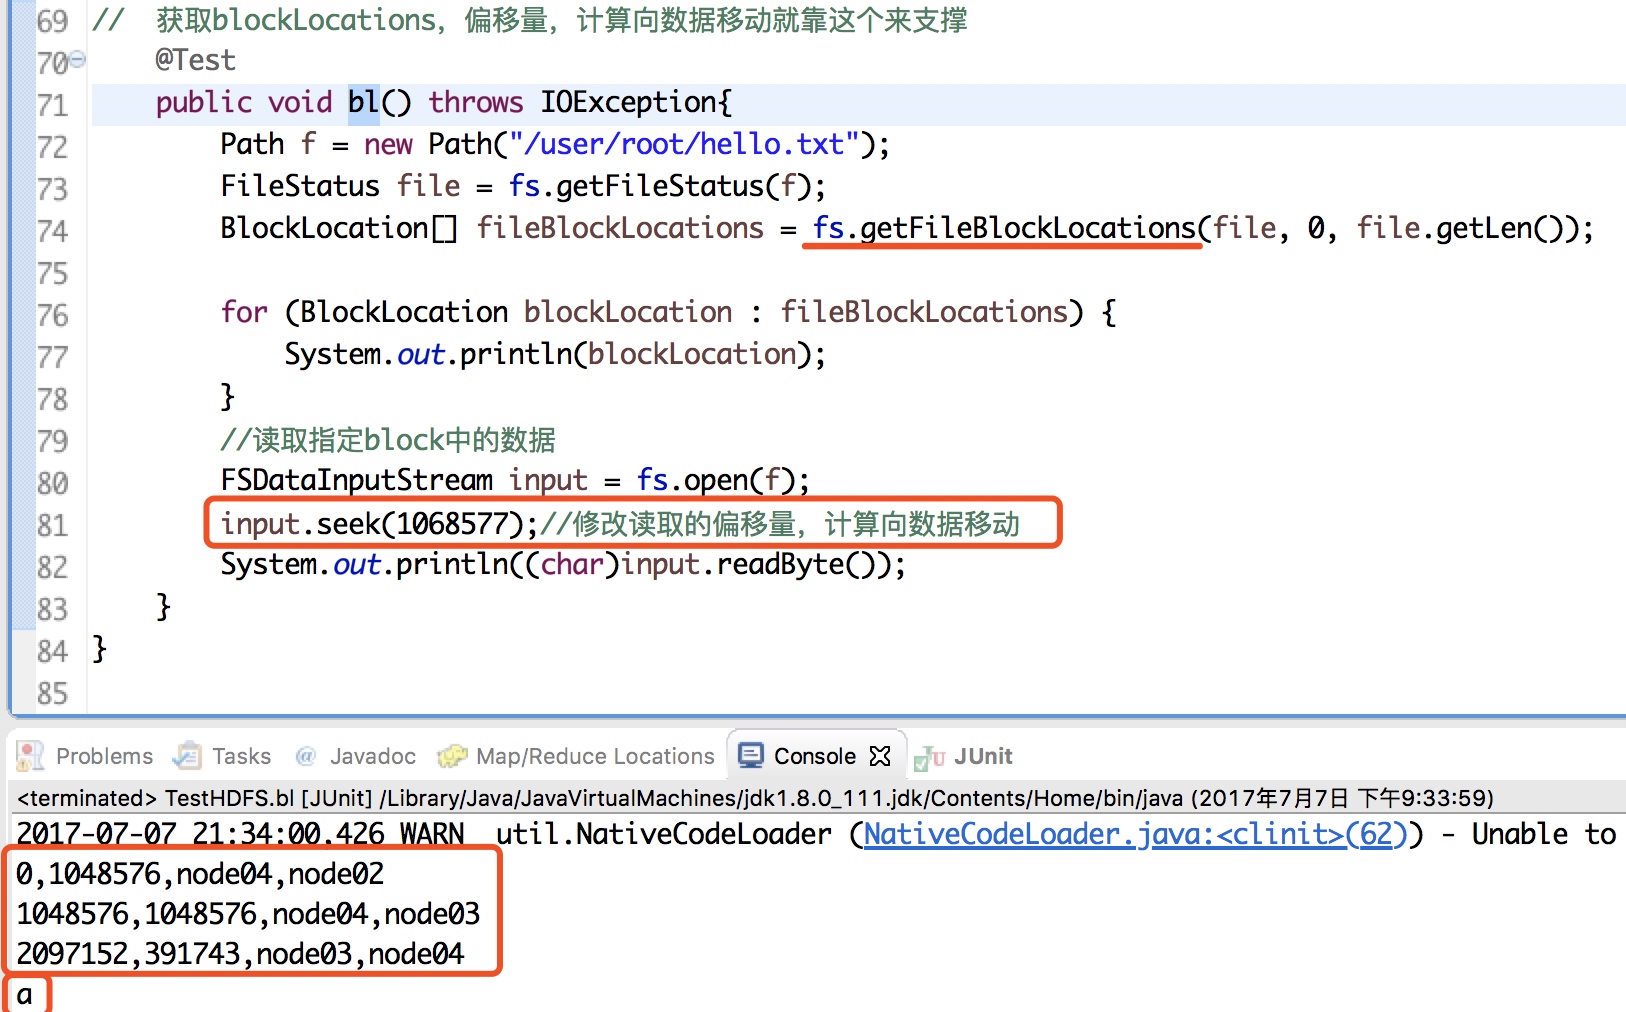 69 //  获取blockLocations，偏移量，计算向数据移动就靠这个来支撑
70 @Test
71 public void bl() throws IOException{
72 Path f = new Path("/user/root/hello.txt");
73 FileStatus file = fs.getFileStatus(f);
74 BlockLocation[] fileBlockLocations = fs.getFileBlockLocations(file, 0, file.getLen());
75
76 for (BlockLocation blockLocation : fileBlockLocations) {
77 System.out.println(blockLocation);
78 }
79 //读取指定block中的数据
80 FSDataInputStream input = fs.open(f);
81 input.seek(1068577);//修改读取的偏移量，计算向数据移动
82 System.out.println((char)input.readByte());
83 }
84 }
85
Problems Tasks @ Javadoc Map/Reduce Locations Console JUnit
<terminated> TestHDFS.bl [JUnit] /Library/Java/JavaVirtualMachines/jdk1.8.0_111.jdk/Contents/Home/bin/java (2017年7月7日 下午9:33:59)
2017-07-07 21:34:00,426 WARN  util.NativeCodeLoader (NativeCodeLoader.java:<clinit>(62)) - Unable to
0,1048576,node04,node02
1048576,1048576,node04,node03
2097152,391743,node03,node04
a